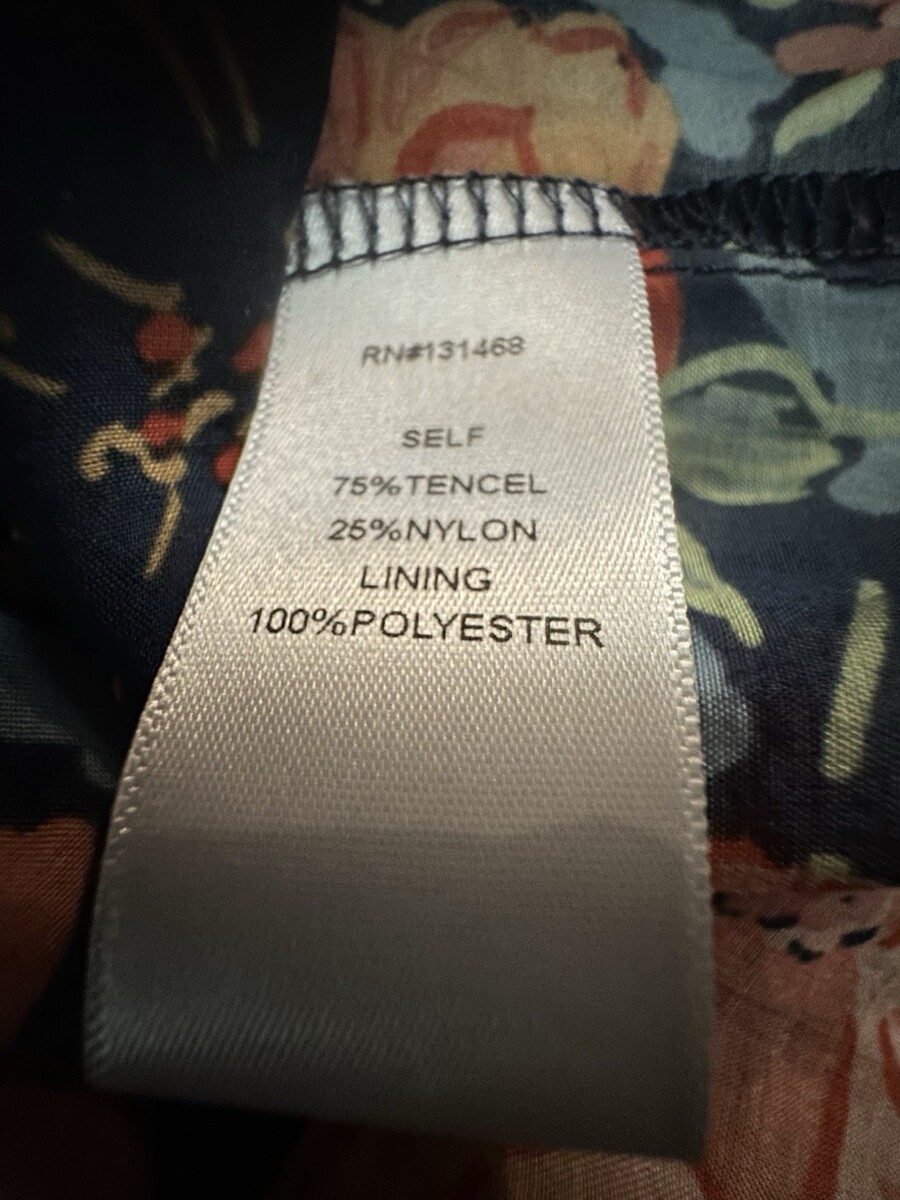 RN#131468
SELF
75%TENCEL
25%NYLON
LINING
100%POLYESTER